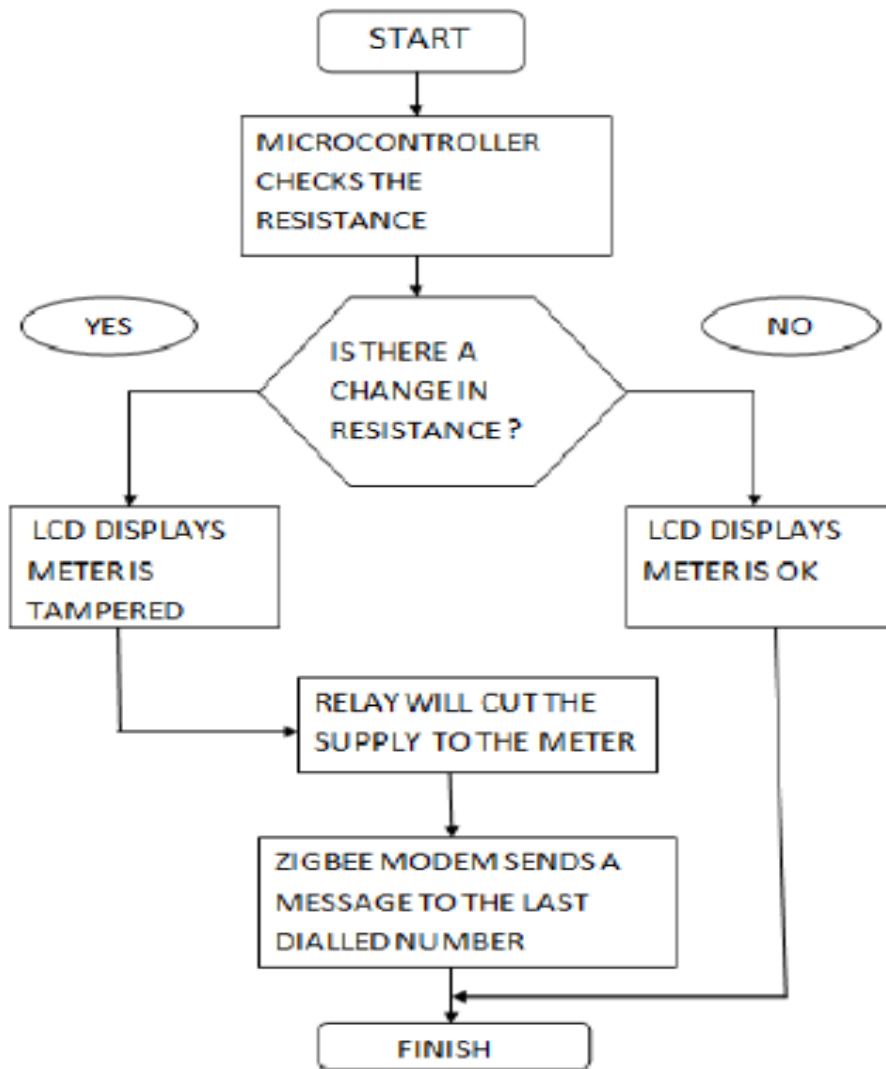 START
MICROCONTROLLER
CHECKS THE
RESISTANCE
YES
NO
IS THERE A
CHANGE IN
RESISTANCE ?
LCD DISPLAYS
METER IS
TAMPERED
LCD DISPLAYS
METER IS OK
RELAY WILL CUT THE
SUPPLY TO THE METER
ZIGBEE MODEM SENDS A
MESSAGE TO THE LAST
DIALLED NUMBER
FINISH